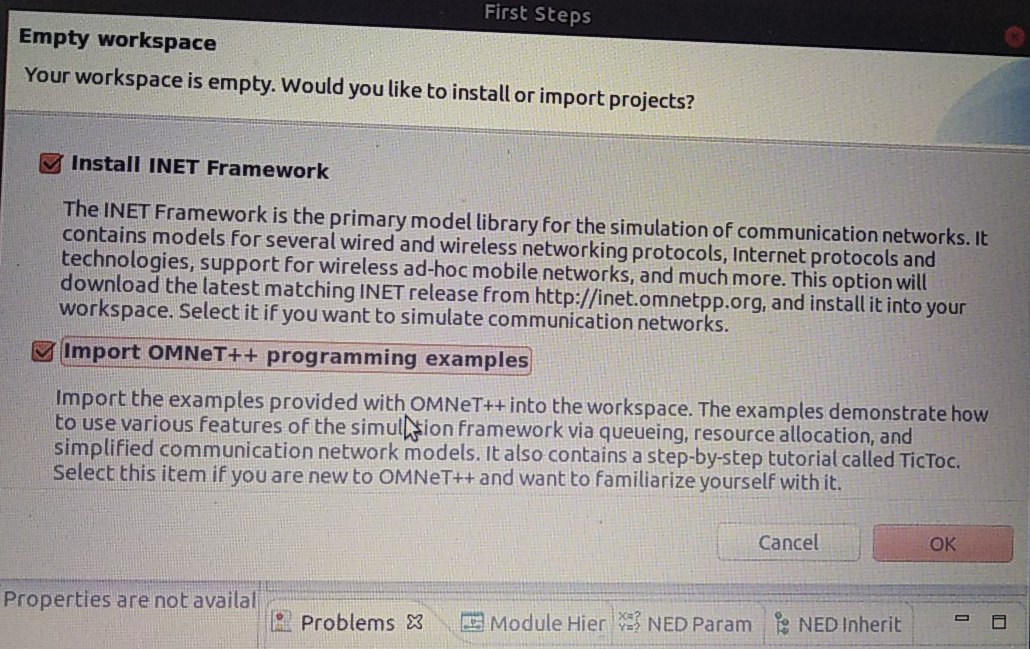 First Steps
Empty workspace
Your workspace is empty. Would you like to install or import projects?
Install INET Framework
The INET Framework is the primary model library for the simulation of communication networks. It
contains models for several wired and wireless networking protocols, Internet protocols and
technologies, support for wireless ad-hoc mobile networks, and much more. This option will
download the latest matching INET release from http://inet.omnetpp.org, and install it into your
workspace. Select it if you want to simulate communication networks.
Import OMNeT++ programming examples
Import the examples provided with OMNeT++ into the workspace. The examples demonstrate how
to use various features of the simulation framework via queueing, resource allocation, and
simplified communication network models. It also contains a step-by-step tutorial called TicToc.
Select this item if you are new to OMNeT++ and want to familiarize yourself with it.
Cancel OK
Properties are not availal
Problems Module Hier NED Param NED Inherit